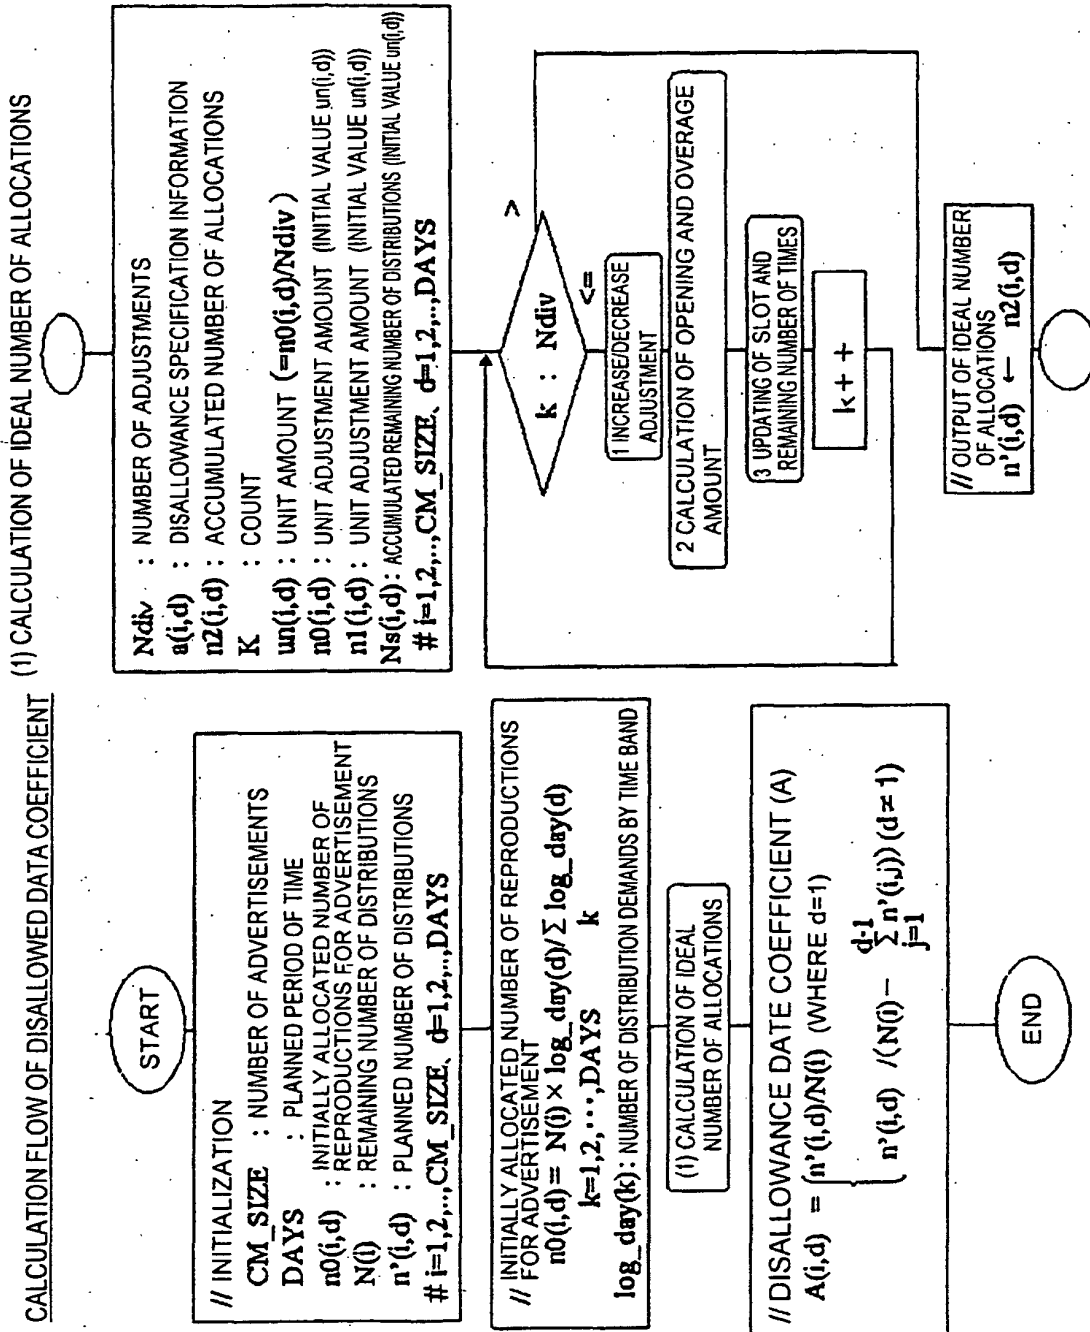 CALCULATION FLOW OF DISALLOWED DATA COEFFICIENT
START
// INITIALIZATION
CM_SIZE : NUMBER OF ADVERTISEMENTS
DAYS : PLANNED PERIOD OF TIME
n0(i,d) : INITIALLY ALLOCATED NUMBER OF
REPRODUCTIONS FOR ADVERTISEMENT
N(i) : REMAINING NUMBER OF DISTRIBUTIONS
n'(i,d) : PLANNED NUMBER OF DISTRIBUTIONS
# i=1,2,..,CM_SIZE、d=1,2,..,DAYS
// INITIALLY ALLOCATED NUMBER OF REPRODUCTIONS
FOR ADVERTISEMENT
n0(i,d) = N(i) × log_day(d)/∑ log_day(d)
k=1,2,···,DAYS k
log_day(k): NUMBER OF DISTRIBUTION DEMANDS BY TIME BAND
(1) CALCULATION OF IDEAL
NUMBER OF ALLOCATIONS
// DISALLOWANCE DATE COEFFICIENT (A)
A(i,d) = { n'(i,d)/N(i) (WHERE d=1)
d-1
n'(i,d) /(N(i) − ∑ n'(i,j)) (d≠1)
j=1
END
(1) CALCULATION OF IDEAL NUMBER OF ALLOCATIONS
Ndiv : NUMBER OF ADJUSTMENTS
a(i,d) : DISALLOWANCE SPECIFICATION INFORMATION
n2(i,d) : ACCUMULATED NUMBER OF ALLOCATIONS
K : COUNT
un(i,d) : UNIT AMOUNT (=n0(i,d)/Ndiv )
n0(i,d) : UNIT ADJUSTMENT AMOUNT (INITIAL VALUE un(i,d))
n1(i,d) : UNIT ADJUSTMENT AMOUNT (INITIAL VALUE un(i,d))
Ns(i,d) : ACCUMULATED REMAINING NUMBER OF DISTRIBUTIONS (INITIAL VALUE un(i,d))
# i=1,2,..,CM_SIZE、d=1,2,..,DAYS
k : Ndiv
>
<=
1 INCREASE/DECREASE
ADJUSTMENT
2 CALCULATION OF OPENING AND OVERAGE
AMOUNT
3 UPDATING OF SLOT AND
REMAINING NUMBER OF TIMES
k++
// OUTPUT OF IDEAL NUMBER
OF ALLOCATIONS
n'(i,d) ← n2(i,d)